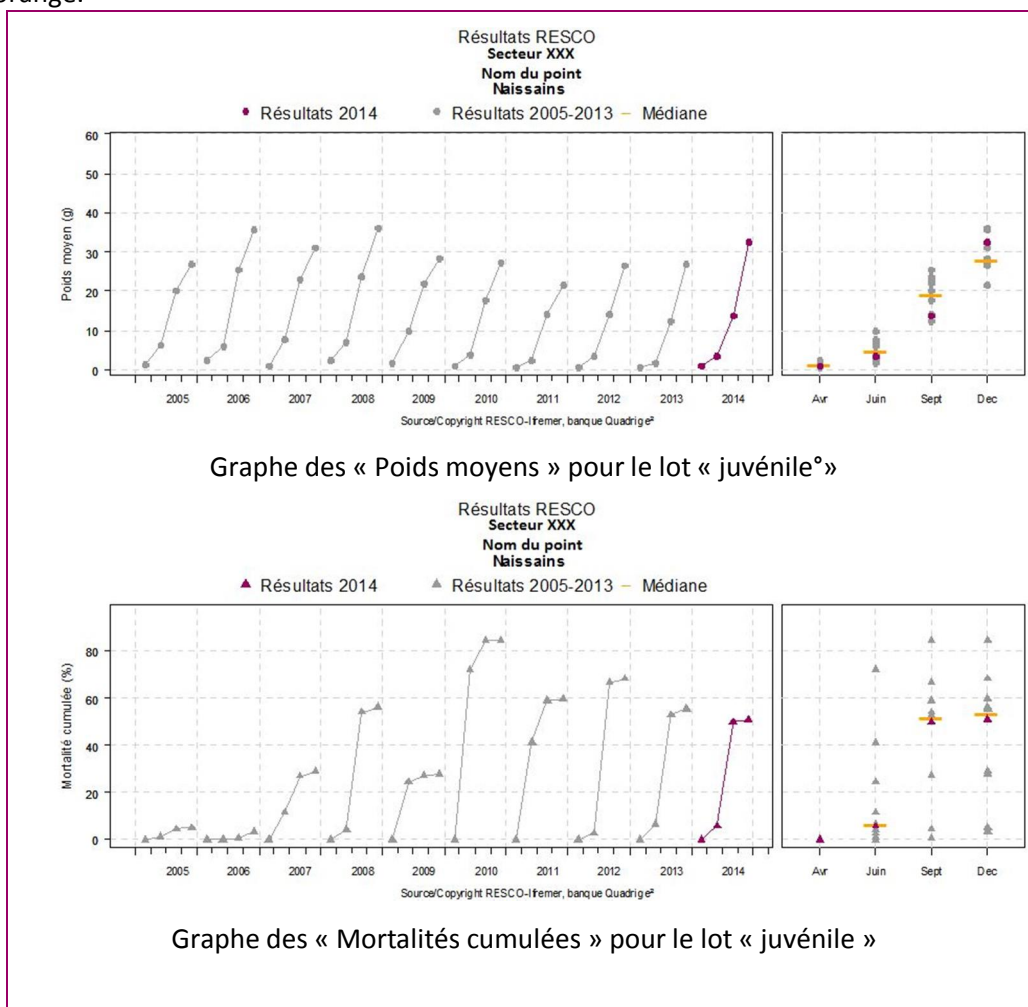 orange.
Résultats RESCO
Secteur XXX
Nom du point
Naissains
Résultats 2014 Résultats 2005-2013 Médiane
Poids moyen (g)
60
50
40
30
20
10
0
2005 2006 2007 2008 2009 2010 2011 2012 2013 2014 Avr Juin Sept Dec
Source/Copyright RESCO-Ifremer, banque Quadrige²
Graphe des « Poids moyens » pour le lot « juvénile°»
Résultats RESCO
Secteur XXX
Nom du point
Naissains
Résultats 2014 Résultats 2005-2013 Médiane
Mortalité cumulée (%)
80
60
40
20
0
2005 2006 2007 2008 2009 2010 2011 2012 2013 2014 Avr Juin Sept Dec
Source/Copyright RESCO-Ifremer, banque Quadrige²
Graphe des « Mortalités cumulées » pour le lot « juvénile »